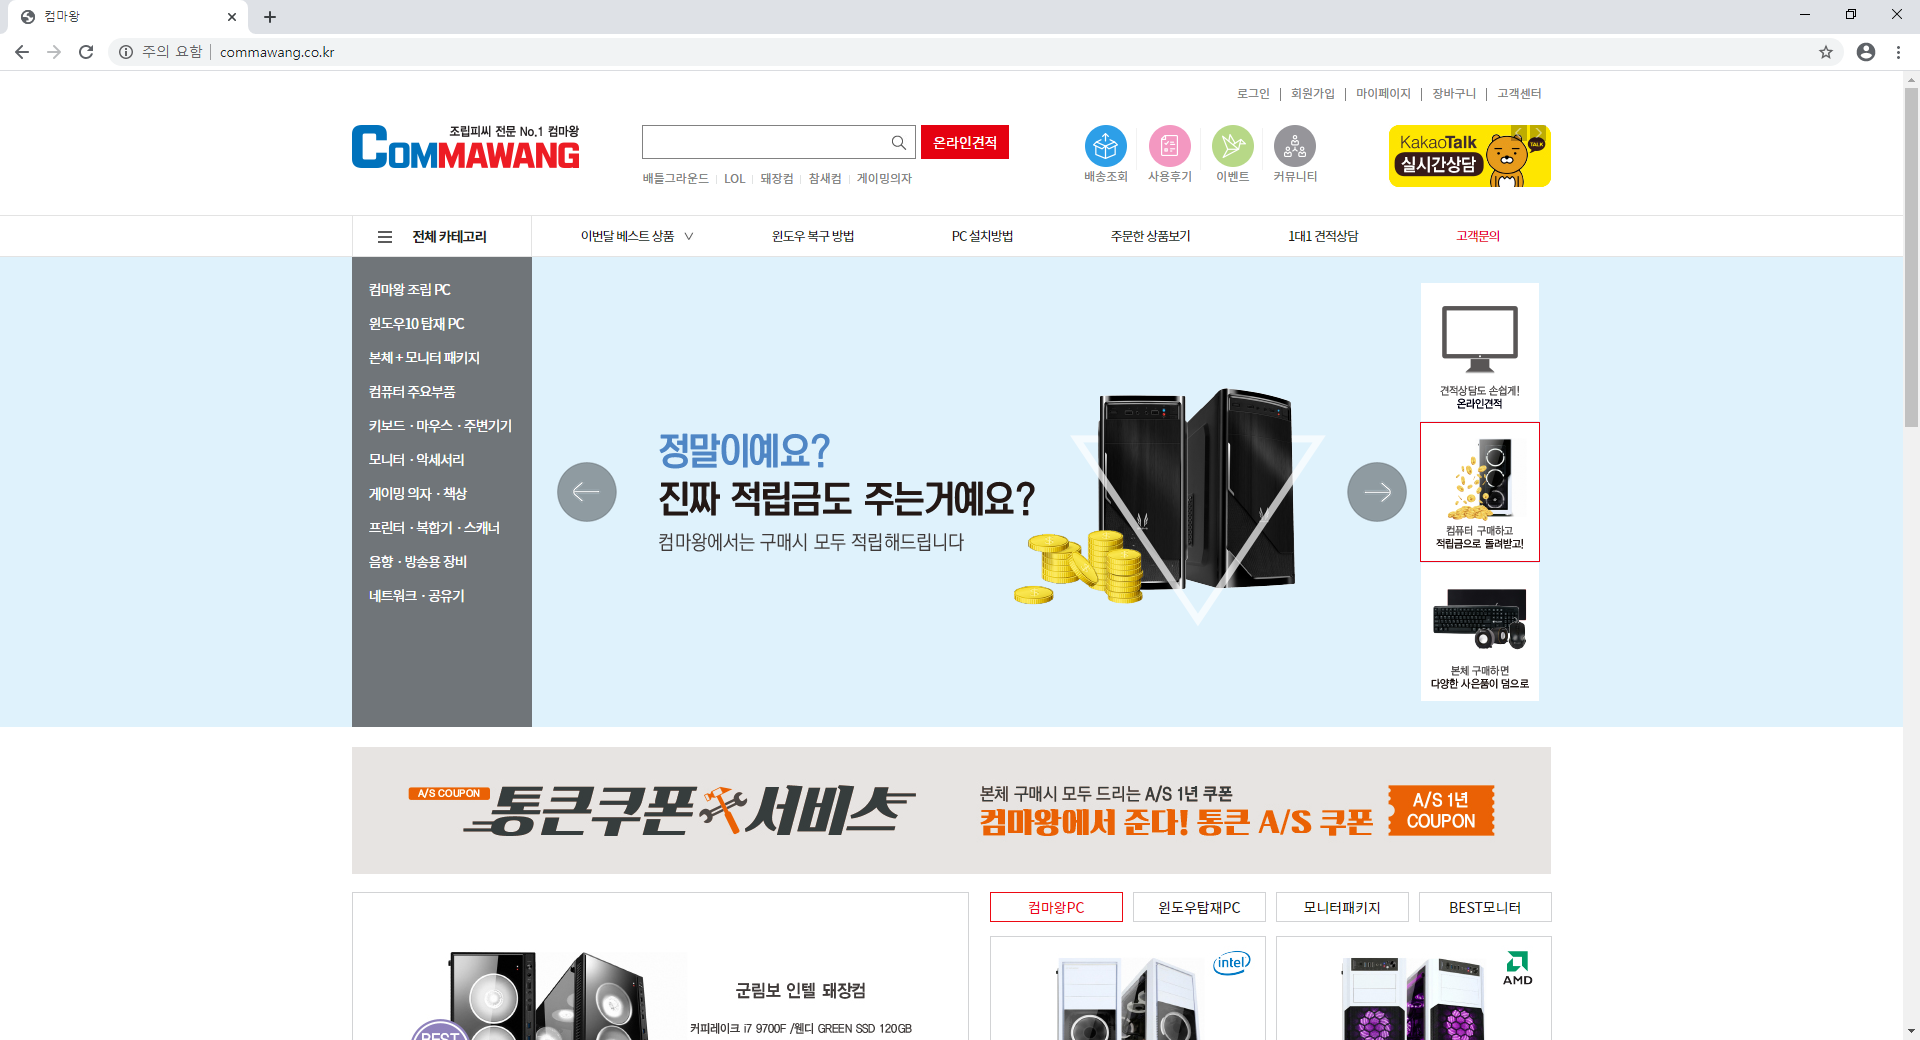 컴마왕
주의 요함 commawang.co.kr
로그인 | 회원가입 | 마이페이지 | 장바구니 | 고객센터
조립피씨 전문 No.1 컴마왕
COMMAWANG
온라인견적
배틀그라운드 LOL 돼장컴 참새컴 게이밍의자
배송조회 사용후기 이벤트 커뮤니티
KakaoTalk
실시간상담
TALK
전체 카테고리 이번달 베스트 상품 윈도우 복구 방법 PC 설치방법 주문한 상품보기 1대1 견적상담 고객문의
컴마왕 조립 PC
윈도우10 탑재 PC
본체 + 모니터 패키지
컴퓨터 주요부품
키보드 · 마우스 · 주변기기
모니터 · 악세서리
게이밍 의자 · 책상
프린터 · 복합기 · 스캐너
음향 · 방송용 장비
네트워크 · 공유기
정말이예요?
진짜 적립금도 주는거예요?
컴마왕에서는 구매시 모두 적립해드립니다
견적상담도 손쉽게!
온라인견적
컴퓨터 구매하고
적립금으로 돌려받고!
본체 구매하면
다양한 사은품이 덤으로
A/S COUPON
통큰쿠폰서비스
본체 구매시 모두 드리는 A/S 1년 쿠폰
컴마왕에서 준다! 통큰 A/S 쿠폰
A/S 1년
COUPON
컴마왕PC 윈도우탑재PC 모니터패키지 BEST모니터
군림보 인텔 돼장컴
커피레이크 i7 9700F /웬디 GREEN SSD 120GB
BEST
intel
AMD